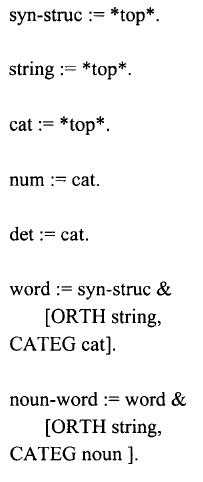 syn-struc := *top*.
string := *top*.
cat := *top*.
num := cat.
det := cat.
word := syn-struc &
[ORTH string,
CATEG cat].
noun-word := word &
[ORTH string,
CATEG noun ].